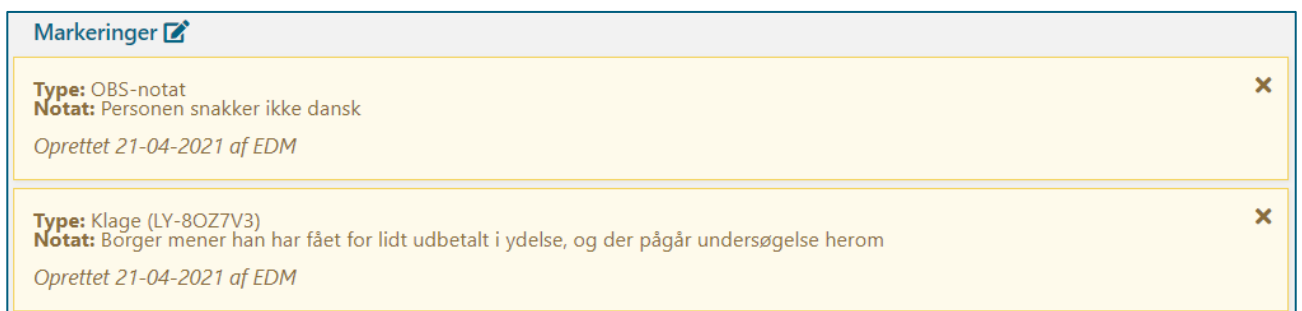 Markeringer
Type: OBS-notat
Notat: Personen snakker ikke dansk
Oprettet 21-04-2021 af EDM
Type: Klage (LY-8OZ7V3)
Notat: Borger mener han har fået for lidt udbetalt i ydelse, og der pågår undersøgelse herom
Oprettet 21-04-2021 af EDM